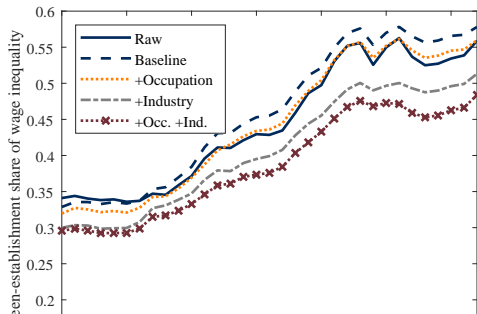 0.6
0.55
0.5
0.45
0.4
0.35
0.3
0.25
0.2
een-establishment share of wage inequality
Raw
Baseline
+Occupation
+Industry
+Occ. +Ind.